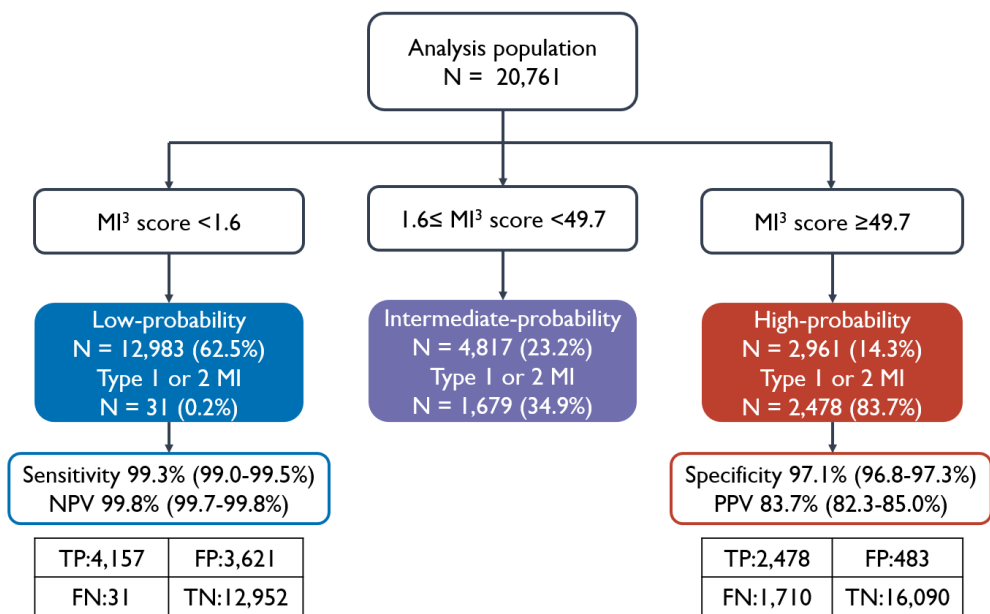 Analysis population
N = 20,761
MI³ score <1.6
1.6≤ MI³ score <49.7
MI³ score ≥49.7
Low-probability
N = 12,983 (62.5%)
Type 1 or 2 MI
N = 31 (0.2%)
Intermediate-probability
N = 4,817 (23.2%)
Type 1 or 2 MI
N = 1,679 (34.9%)
High-probability
N = 2,961 (14.3%)
Type 1 or 2 MI
N = 2,478 (83.7%)
Sensitivity 99.3% (99.0-99.5%)
NPV 99.8% (99.7-99.8%)
Specificity 97.1% (96.8-97.3%)
PPV 83.7% (82.3-85.0%)
TP:4,157 FP:3,621
FN:31 TN:12,952
TP:2,478 FP:483
FN:1,710 TN:16,090